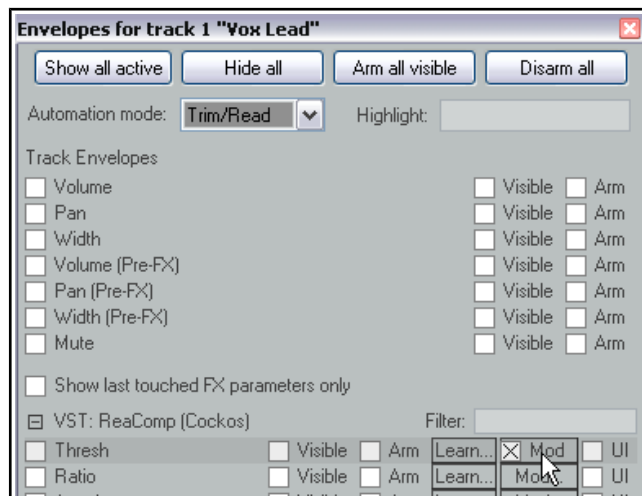 Envelopes for track 1 "Vox Lead"
Show all active Hide all Arm all visible Disarm all
Automation mode: Trim/Read Highlight:
Track Envelopes
Volume Visible Arm
Pan Visible Arm
Width Visible Arm
Volume (Pre-FX) Visible Arm
Pan (Pre-FX) Visible Arm
Width (Pre-FX) Visible Arm
Mute Visible Arm
Show last touched FX parameters only
VST: ReaComp (Cockos) Filter:
Thresh Visible Arm Learn... Mod UI
Ratio Visible Arm Learn... Mod... UI